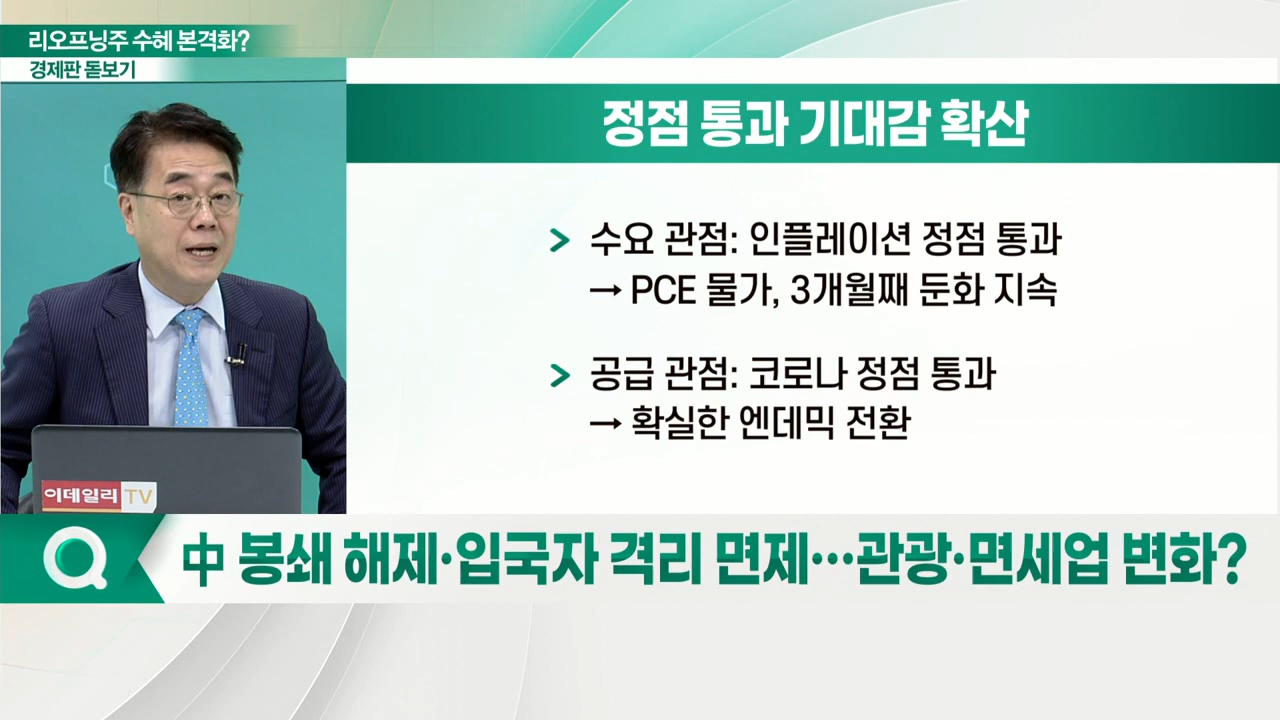 리오프닝주 수혜 본격화?
경제판 돋보기
정점 통과 기대감 확산
> 수요 관점: 인플레이션 정점 통과
→ PCE 물가, 3개월째 둔화 지속
> 공급 관점: 코로나 정점 통과
→ 확실한 엔데믹 전환
이데일리 TV
Q 中 봉쇄 해제·입국자 격리 면제…관광·면세업 변화?